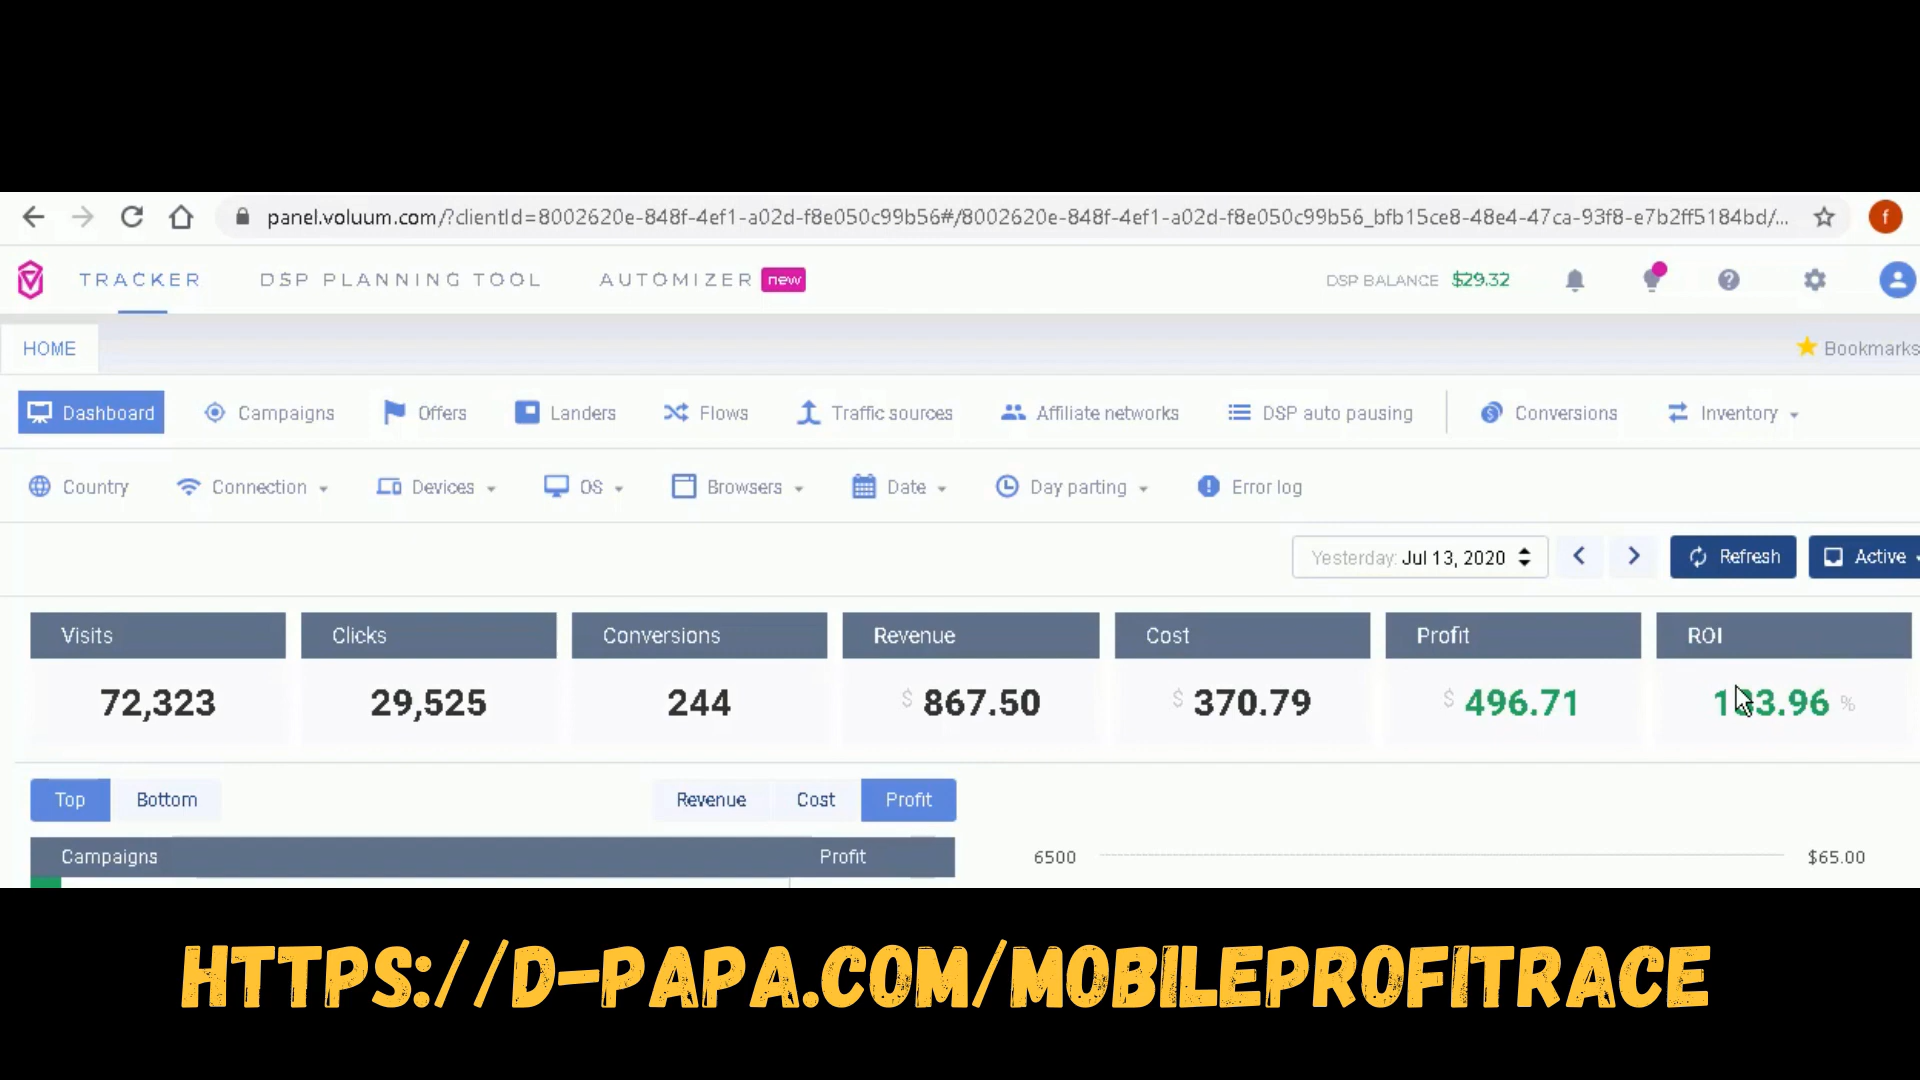 panel.voluum.com/?clientId=8002620e-848f-4ef1-a02d-f8e050c99b56#/8002620e-848f-4ef1-a02d-f8e050c99b56_bfb15ce8-48e4-47ca-93f8-e7b2ff5184bd/... f
TRACKER DSP PLANNING TOOL AUTOMIZER new DSP BALANCE $29.32
HOME Bookmarks
Dashboard Campaigns Offers Landers Flows Traffic sources Affiliate networks DSP auto pausing Conversions Inventory
Country Connection Devices OS Browsers Date Day parting Error log
Yesterday: Jul 13, 2020 Refresh Active
Visits Clicks Conversions Revenue Cost Profit ROI
72,323 29,525 244 $ 867.50 $ 370.79 $ 496.71 133.96 %
Top Bottom Revenue Cost Profit
Campaigns Profit 6500 $65.00
HTTPS://D-PAPA.COM/MOBILEPROFITRACE